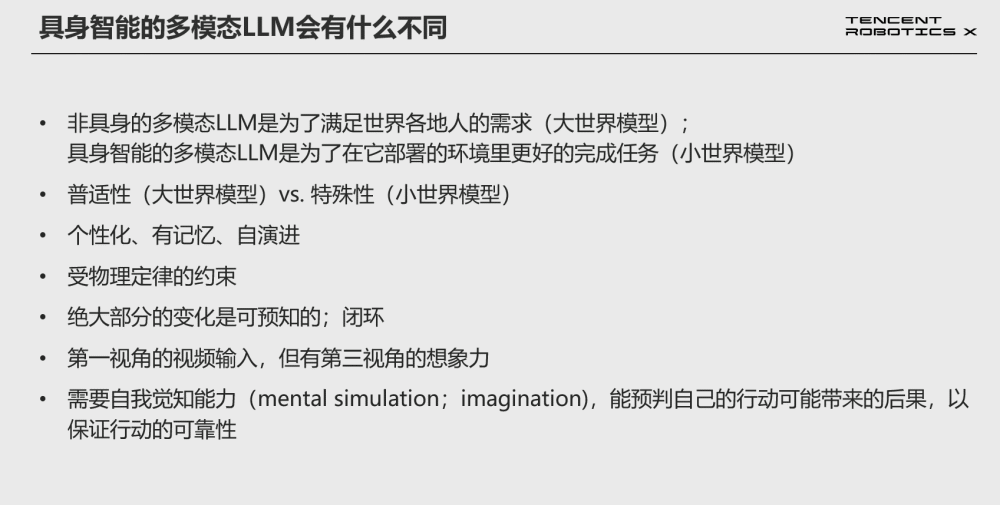 具身智能的多模态LLM会有什么不同
TENCENT
ROBOTICS X
• 非具身的多模态LLM是为了满足世界各地人的需求（大世界模型）；
具身智能的多模态LLM是为了在它部署的环境里更好的完成任务（小世界模型）
• 普适性（大世界模型）vs. 特殊性（小世界模型）
• 个性化、有记忆、自演进
• 受物理定律的约束
• 绝大部分的变化是可预知的；闭环
• 第一视角的视频输入，但有第三视角的想象力
• 需要自我觉知能力（mental simulation；imagination)，能预判自己的行动可能带来的后果，以
保证行动的可靠性